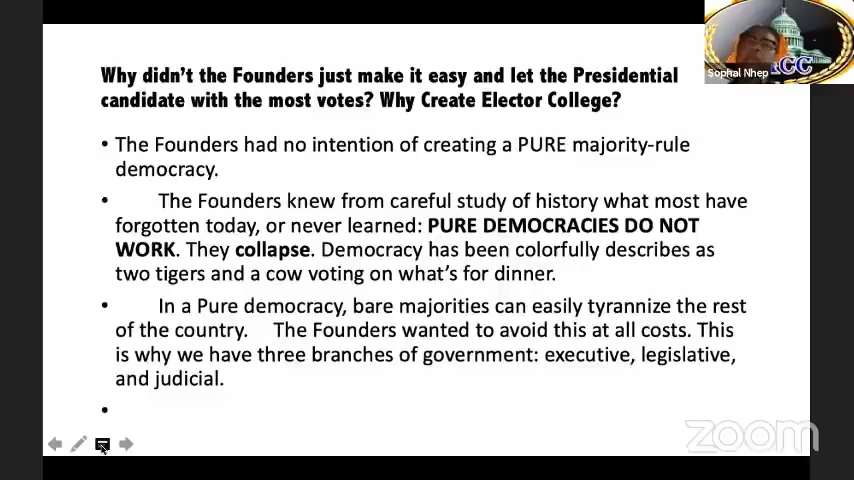 Why didn't the Founders just make it easy and let the Presidential
candidate with the most votes? Why Create Elector College?
• The Founders had no intention of creating a PURE majority-rule
democracy.
• The Founders knew from careful study of history what most have
forgotten today, or never learned: PURE DEMOCRACIES DO NOT
WORK. They collapse. Democracy has been colorfully describes as
two tigers and a cow voting on what's for dinner.
• In a Pure democracy, bare majorities can easily tyrannize the rest
of the country. The Founders wanted to avoid this at all costs. This
is why we have three branches of government: executive, legislative,
and judicial.
•
Sophal Nhep
CC
zoom